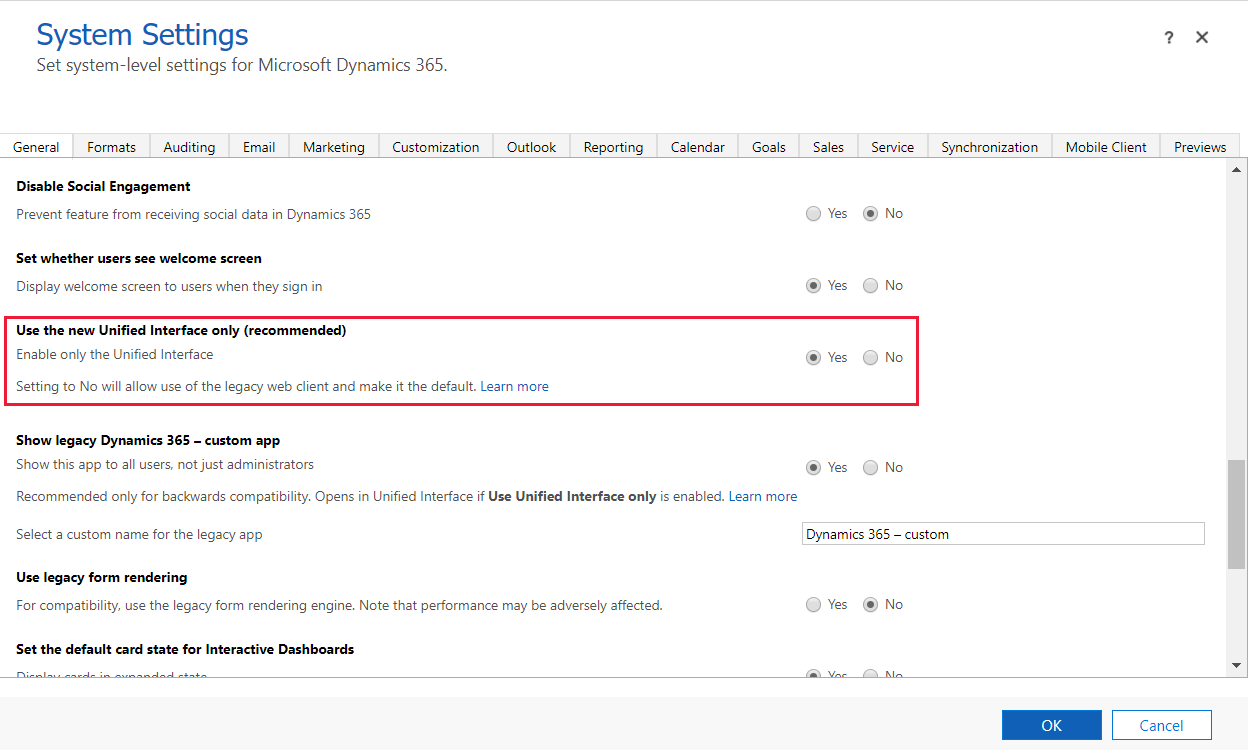 System Settings
? ✕
Set system-level settings for Microsoft Dynamics 365.
General Formats Auditing Email Marketing Customization Outlook Reporting Calendar Goals Sales Service Synchronization Mobile Client Previews
Disable Social Engagement
Prevent feature from receiving social data in Dynamics 365 Yes No
Set whether users see welcome screen
Display welcome screen to users when they sign in Yes No
Use the new Unified Interface only (recommended)
Enable only the Unified Interface Yes No
Setting to No will allow use of the legacy web client and make it the default. Learn more
Show legacy Dynamics 365 – custom app
Show this app to all users, not just administrators Yes No
Recommended only for backwards compatibility. Opens in Unified Interface if Use Unified Interface only is enabled. Learn more
Select a custom name for the legacy app Dynamics 365 – custom
Use legacy form rendering
For compatibility, use the legacy form rendering engine. Note that performance may be adversely affected. Yes No
Set the default card state for Interactive Dashboards
Display cards in expanded state Yes No
OK Cancel